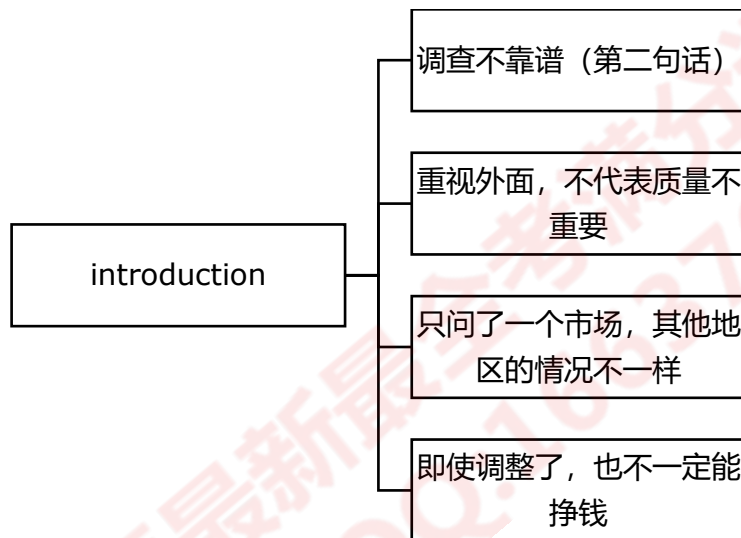 调查不靠谱（第二句话）
重视外面，不代表质量不
重要
introduction
只问了一个市场，其他地
区的情况不一样
即使调整了，也不一定能
挣钱